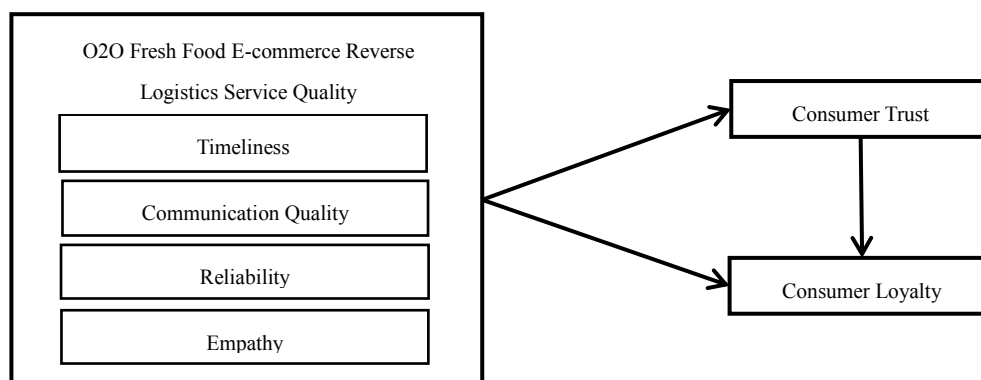 O2O Fresh Food E-commerce Reverse
Logistics Service Quality
Timeliness
Communication Quality
Reliability
Empathy
Consumer Trust
Consumer Loyalty